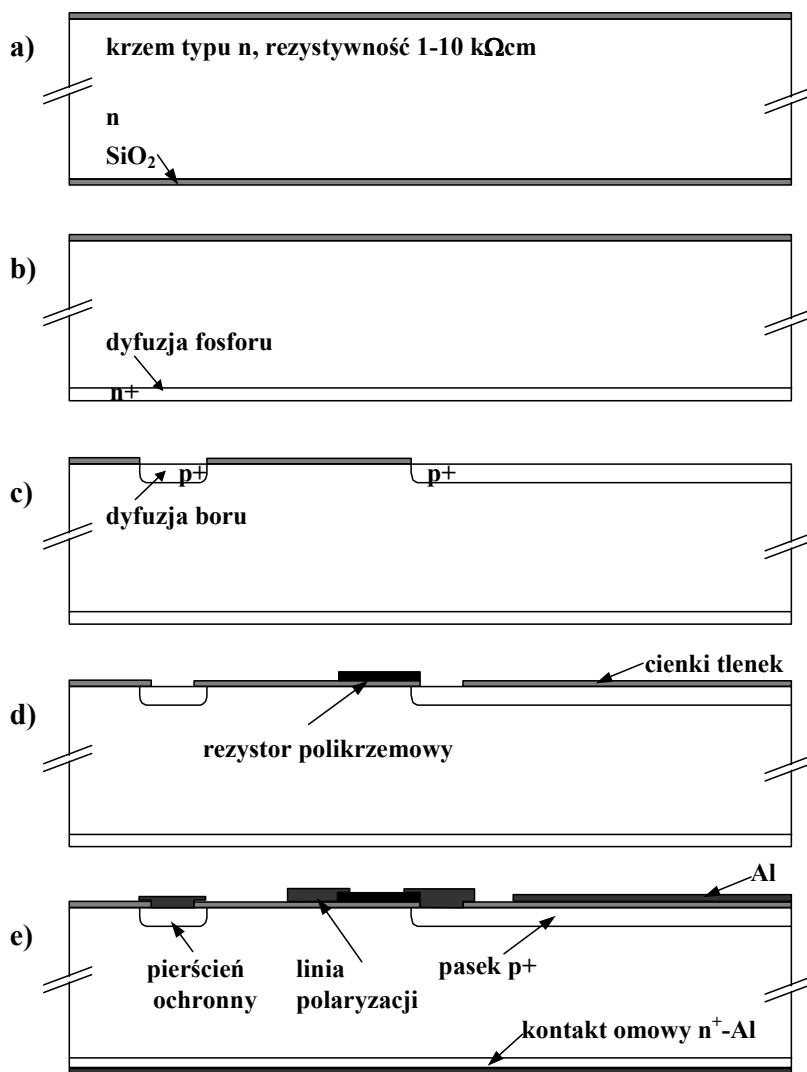 a)
krzem typu n, rezystywność 1-10 kΩcm
n
SiO₂
b)
dyfuzja fosforu
n+
c)
p+
p+
dyfuzja boru
d)
cienki tlenek
rezystor polikrzemowy
e)
Al
pierścień
ochronny
linia
polaryzacji
pasek p+
kontakt omowy n⁺-Al